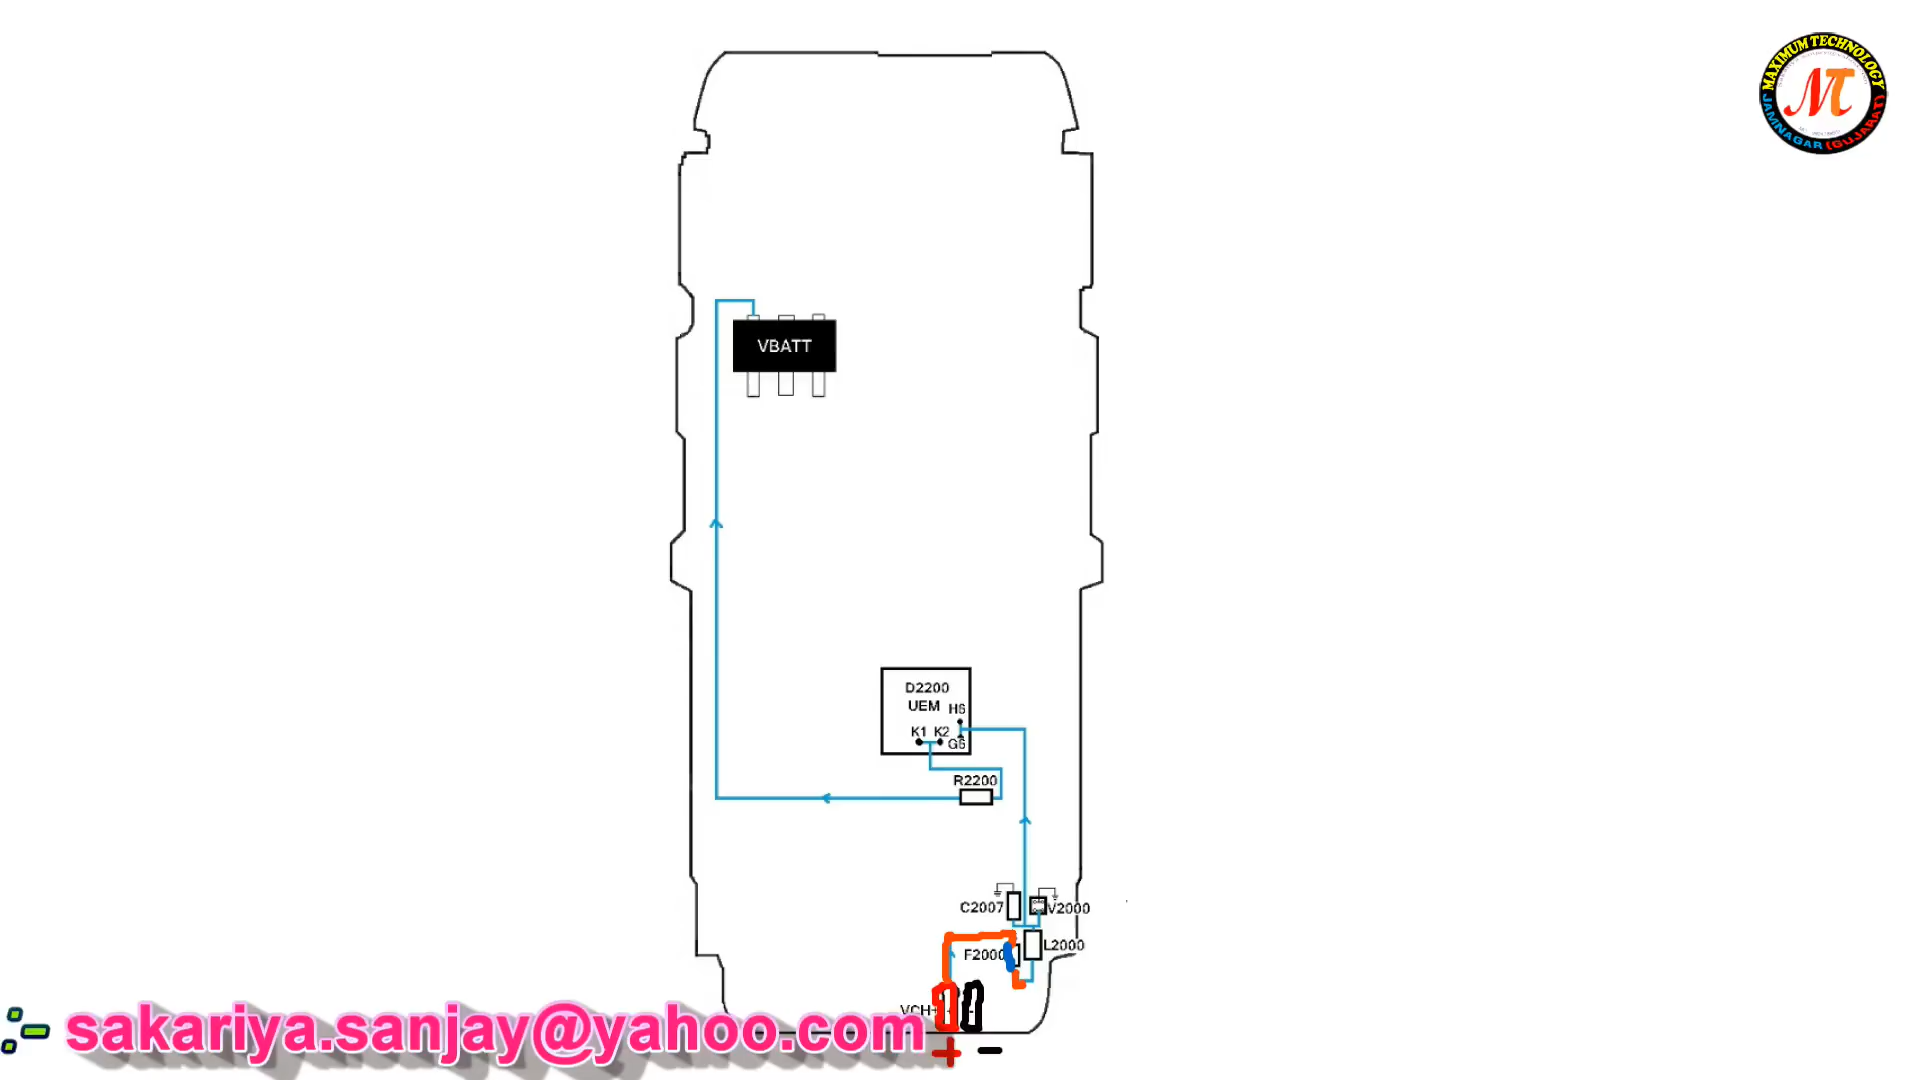 MAXIMUM TECHNOLOGY
MT
JAMNAGAR (GUJARAT)
VBATT
D2200
UEM H6
K1 K2
G6
R2200
C2007 V2000
F2000 L2000
VCH+
:- sakariya.sanjay@yahoo.com
+ -